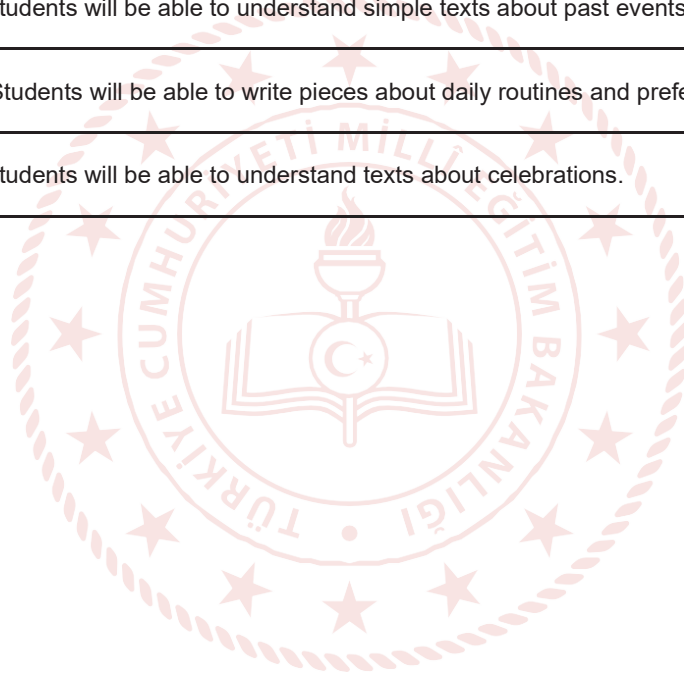 tudents will be able to understand simple texts about past events
Students will be able to write pieces about daily routines and prefe
tudents will be able to understand texts about celebrations.
TÜRKİYE CUMHURİYETİ MİLLÎ EĞİTİM BAKANLIĞI